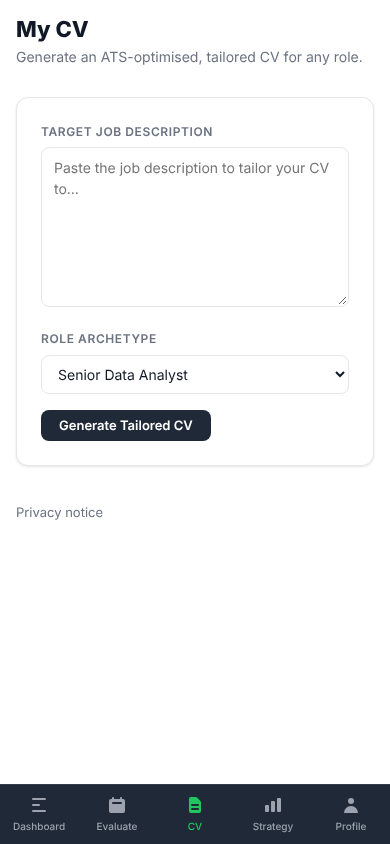 My CV
Generate an ATS-optimised, tailored CV for any role.
TARGET JOB DESCRIPTION
Paste the job description to tailor your CV
to...
ROLE ARCHETYPE
Senior Data Analyst
Generate Tailored CV
Privacy notice
Dashboard
Evaluate
CV
Strategy
Profile